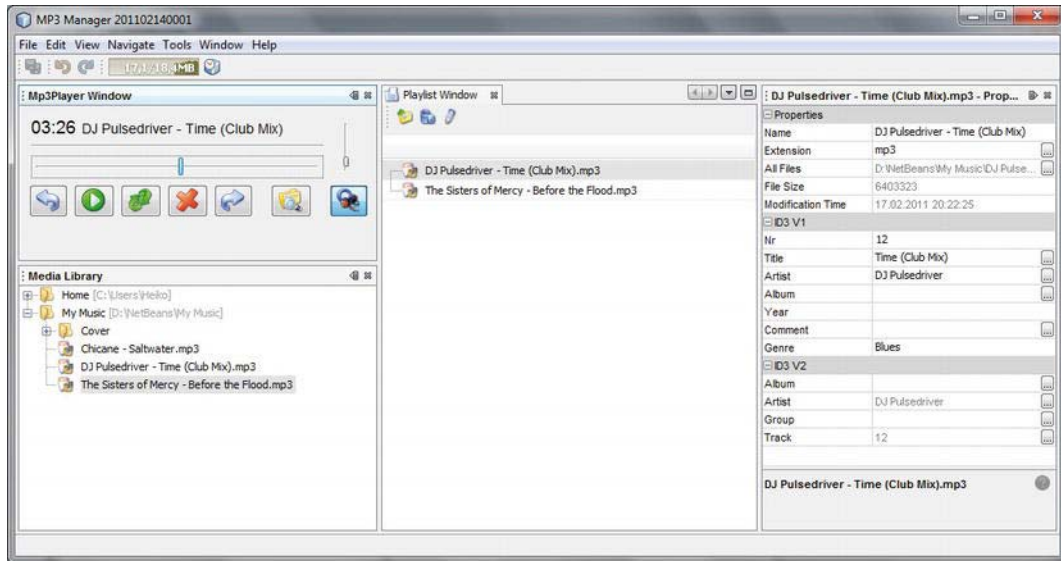 MP3 Manager 201102140001
File Edit View Navigate Tools Window Help
17,1/18,4MB
Mp3Player Window
03:26 DJ Pulsedriver - Time (Club Mix)
Media Library
Home [C:\Users\Heiko]
My Music [D:\NetBeans\My Music]
Cover
Chicane - Saltwater.mp3
DJ Pulsedriver - Time (Club Mix).mp3
The Sisters of Mercy - Before the Flood.mp3
Playlist Window
DJ Pulsedriver - Time (Club Mix).mp3
The Sisters of Mercy - Before the Flood.mp3
DJ Pulsedriver - Time (Club Mix).mp3 - Prop...
Properties
Name DJ Pulsedriver - Time (Club Mix)
Extension mp3 ...
All Files D:\NetBeans\My Music\DJ Pulse... ...
File Size 6403323
Modification Time 17.02.2011 20:22:25
ID3 V1
Nr 12
Title Time (Club Mix) ...
Artist DJ Pulsedriver ...
Album ...
Year
Comment ...
Genre Blues
ID3 V2
Album ...
Artist DJ Pulsedriver ...
Group ...
Track 12 ...
DJ Pulsedriver - Time (Club Mix).mp3